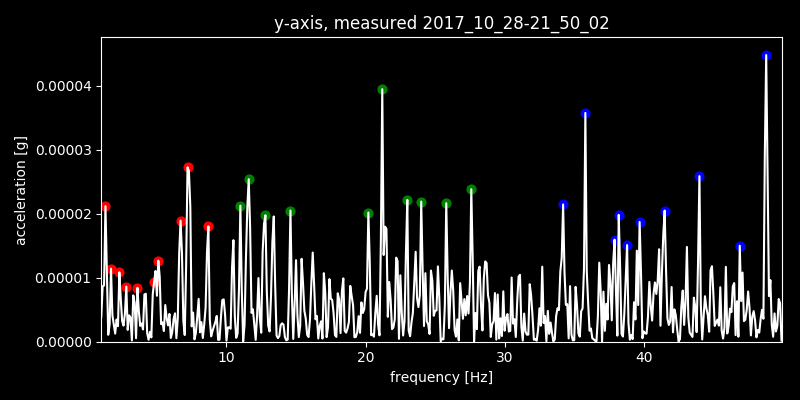 y-axis, measured 2017_10_28-21_50_02
0.00004
0.00003
0.00002
0.00001
0.00000
acceleration [g]
10 20 30 40
frequency [Hz]